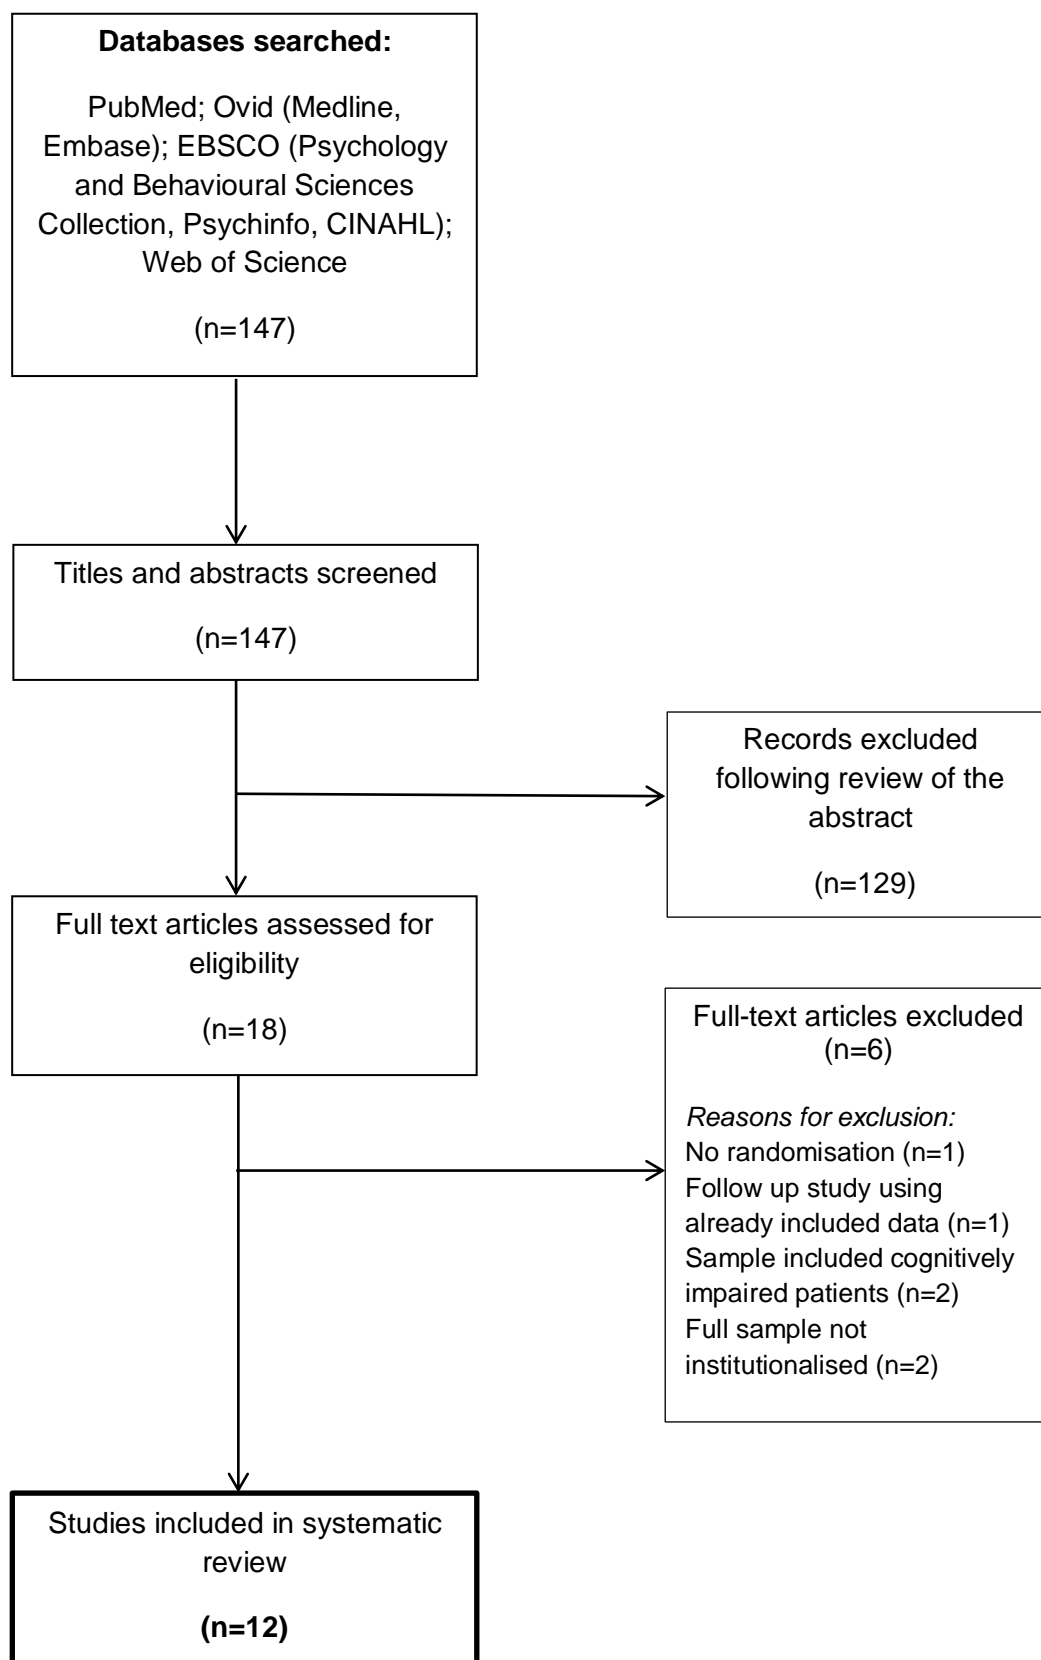 Databases searched:
PubMed; Ovid (Medline,
Embase); EBSCO (Psychology
and Behavioural Sciences
Collection, Psychinfo, CINAHL);
Web of Science
(n=147)
Titles and abstracts screened
(n=147)
Records excluded
following review of the
abstract
(n=129)
Full text articles assessed for
eligibility
(n=18)
Full-text articles excluded
(n=6)
Reasons for exclusion:
No randomisation (n=1)
Follow up study using
already included data (n=1)
Sample included cognitively
impaired patients (n=2)
Full sample not
institutionalised (n=2)
Studies included in systematic
review
(n=12)